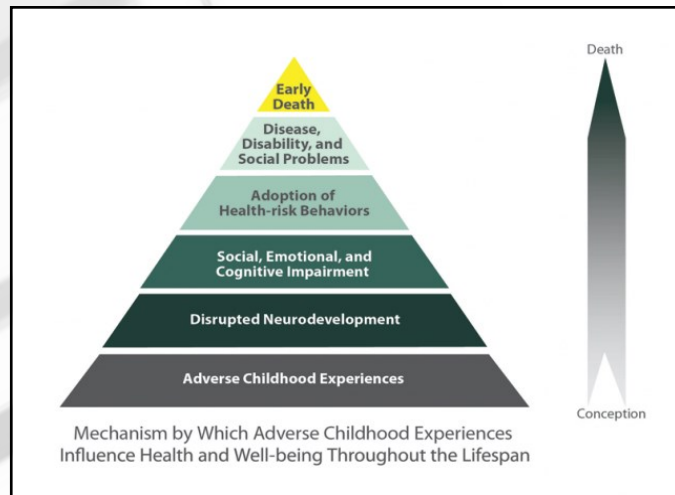 Early
Death
Disease,
Disability, and
Social Problems
Adoption of
Health-risk Behaviors
Social, Emotional, and
Cognitive Impairment
Disrupted Neurodevelopment
Adverse Childhood Experiences
Mechanism by Which Adverse Childhood Experiences
Influence Health and Well-being Throughout the Lifespan
Death
Conception